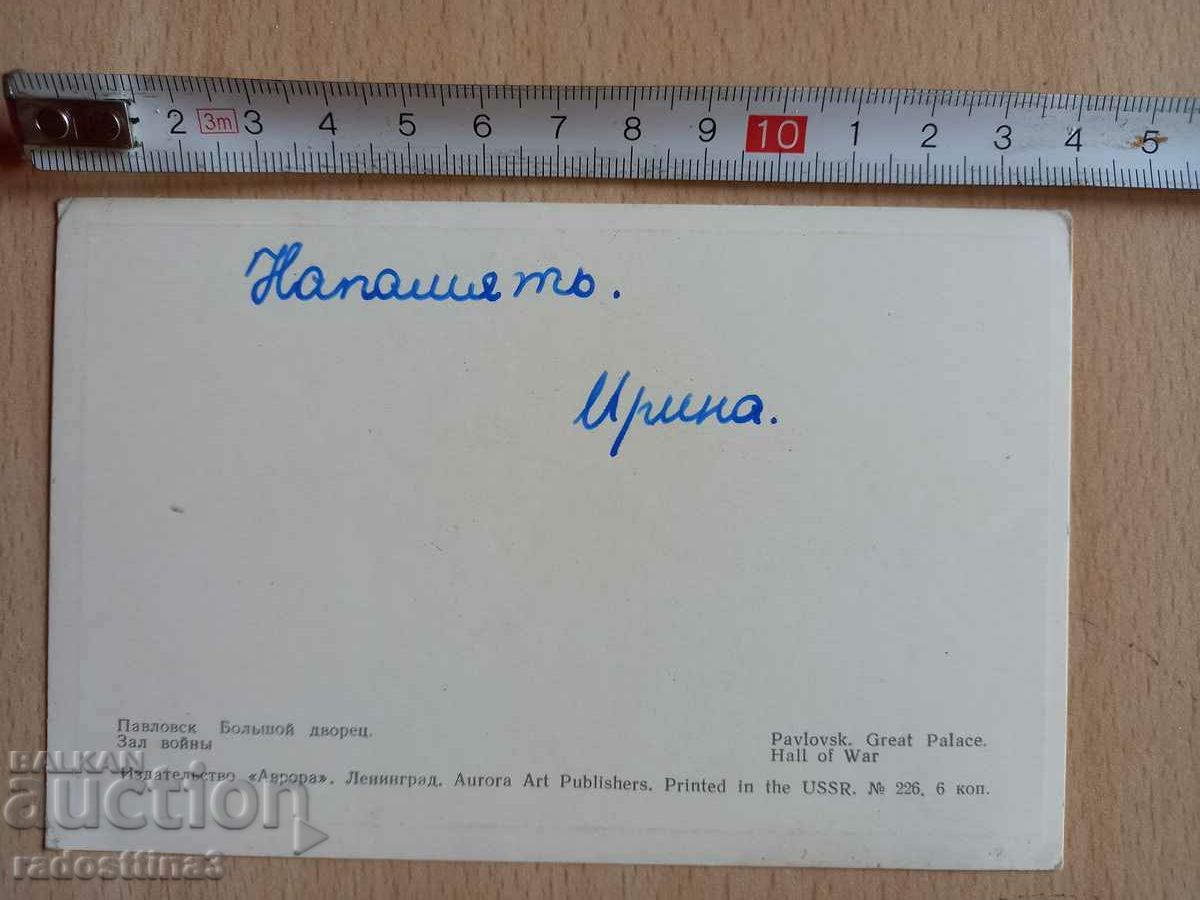 2 3m 3 4 5 6 7 8 9 10 1 2 3 4 5
Напамять.
Ирина.
Павловск Большой дворец.
Зал войны
Pavlovsk. Great Palace.
Hall of War
Издательство «Аврора». Ленинград. Aurora Art Publishers. Printed in the USSR. № 226. 6 коп.
BALKAN
auction
radosttina3